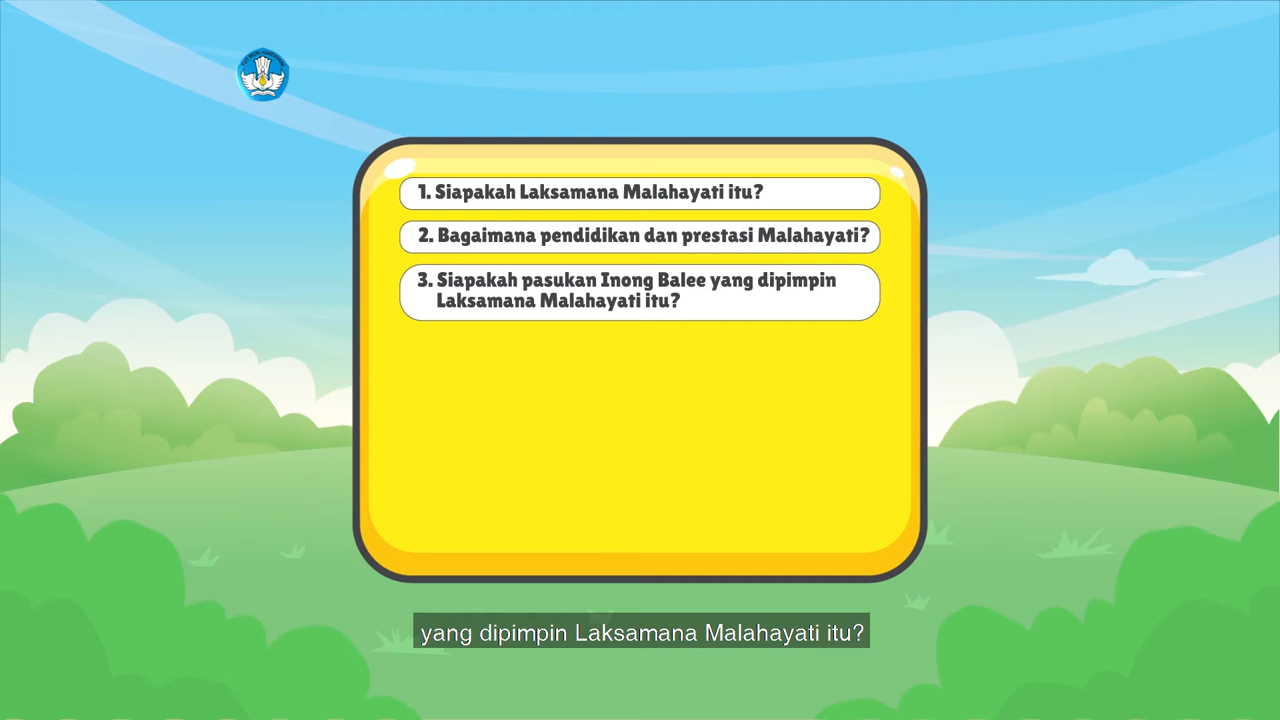 1. Siapakah Laksamana Malahayati itu?
2. Bagaimana pendidikan dan prestasi Malahayati?
3. Siapakah pasukan Inong Balee yang dipimpin
Laksamana Malahayati itu?
yang dipimpin Laksamana Malahayati itu?